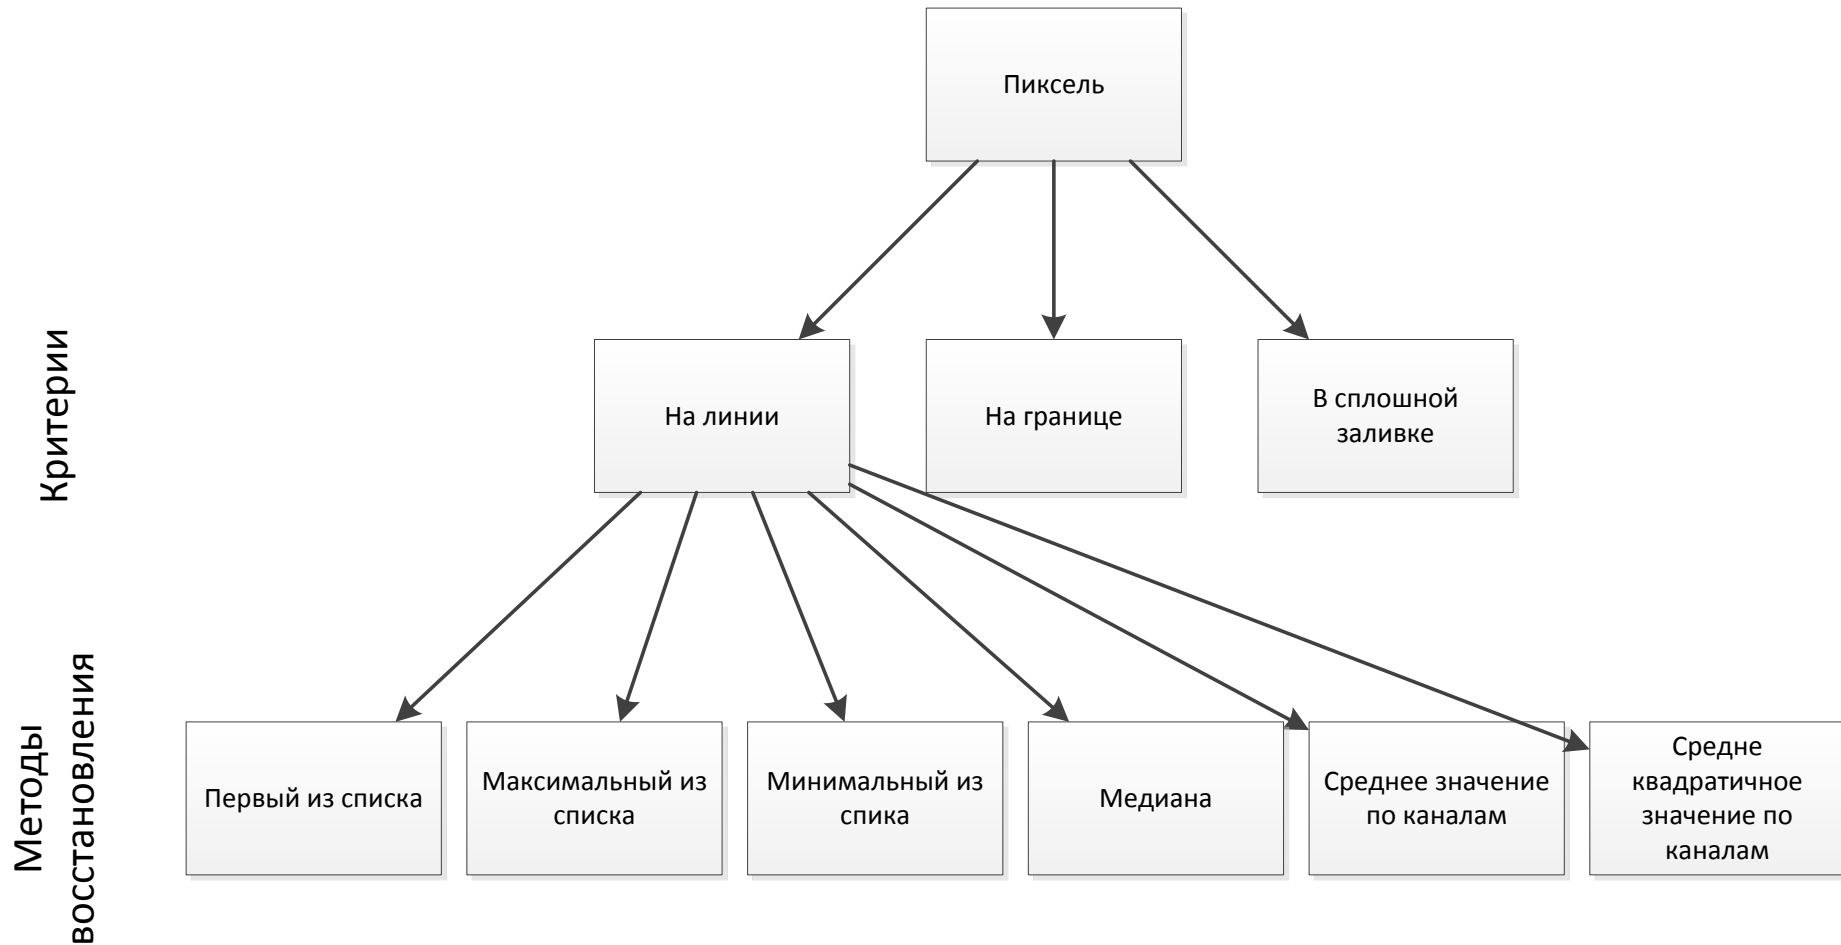 Пиксель
Критерии
На линии
На границе
В сплошной
заливке
Методы
восстановления
Первый из списка
Максимальный из
списка
Минимальный из
спика
Медиана
Среднее значение
по каналам
Средне
квадратичное
значение по
каналам